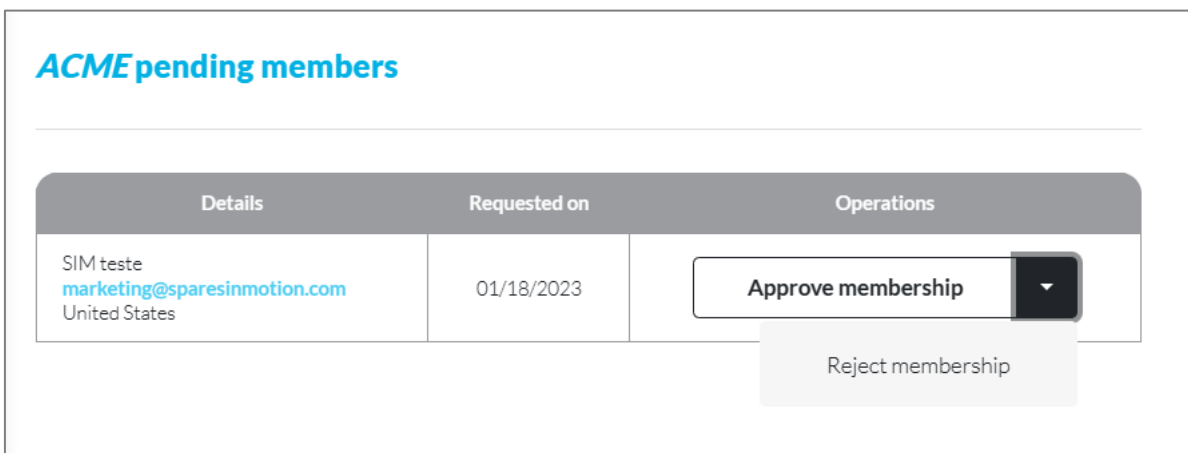 ACME pending members
Details Requested on Operations
SIM teste
marketing@sparesinmotion.com
United States
01/18/2023
Approve membership
Reject membership